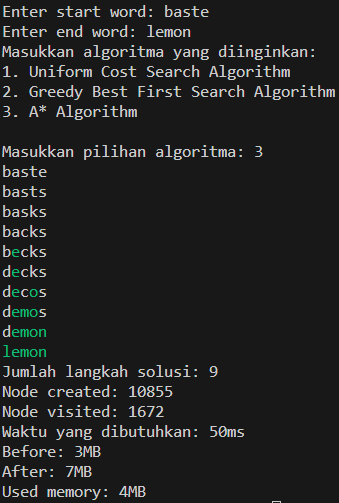 Enter start word: baste
Enter end word: lemon
Masukkan algoritma yang diinginkan:
1. Uniform Cost Search Algorithm
2. Greedy Best First Search Algorithm
3. A* Algorithm
Masukkan pilihan algoritma: 3
baste
basts
basks
backs
becks
decks
decos
demos
demon
lemon
Jumlah langkah solusi: 9
Node created: 10855
Node visited: 1672
Waktu yang dibutuhkan: 50ms
Before: 3MB
After: 7MB
Used memory: 4MB